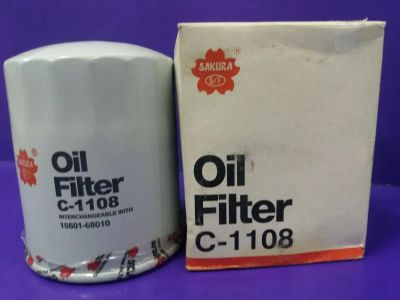 SAKURA
Oil
Filter
C-1108
INTERCHANGEABLE WITH
15601-68010
SAKURA
®
S/F
Oil
Filter
C-1108